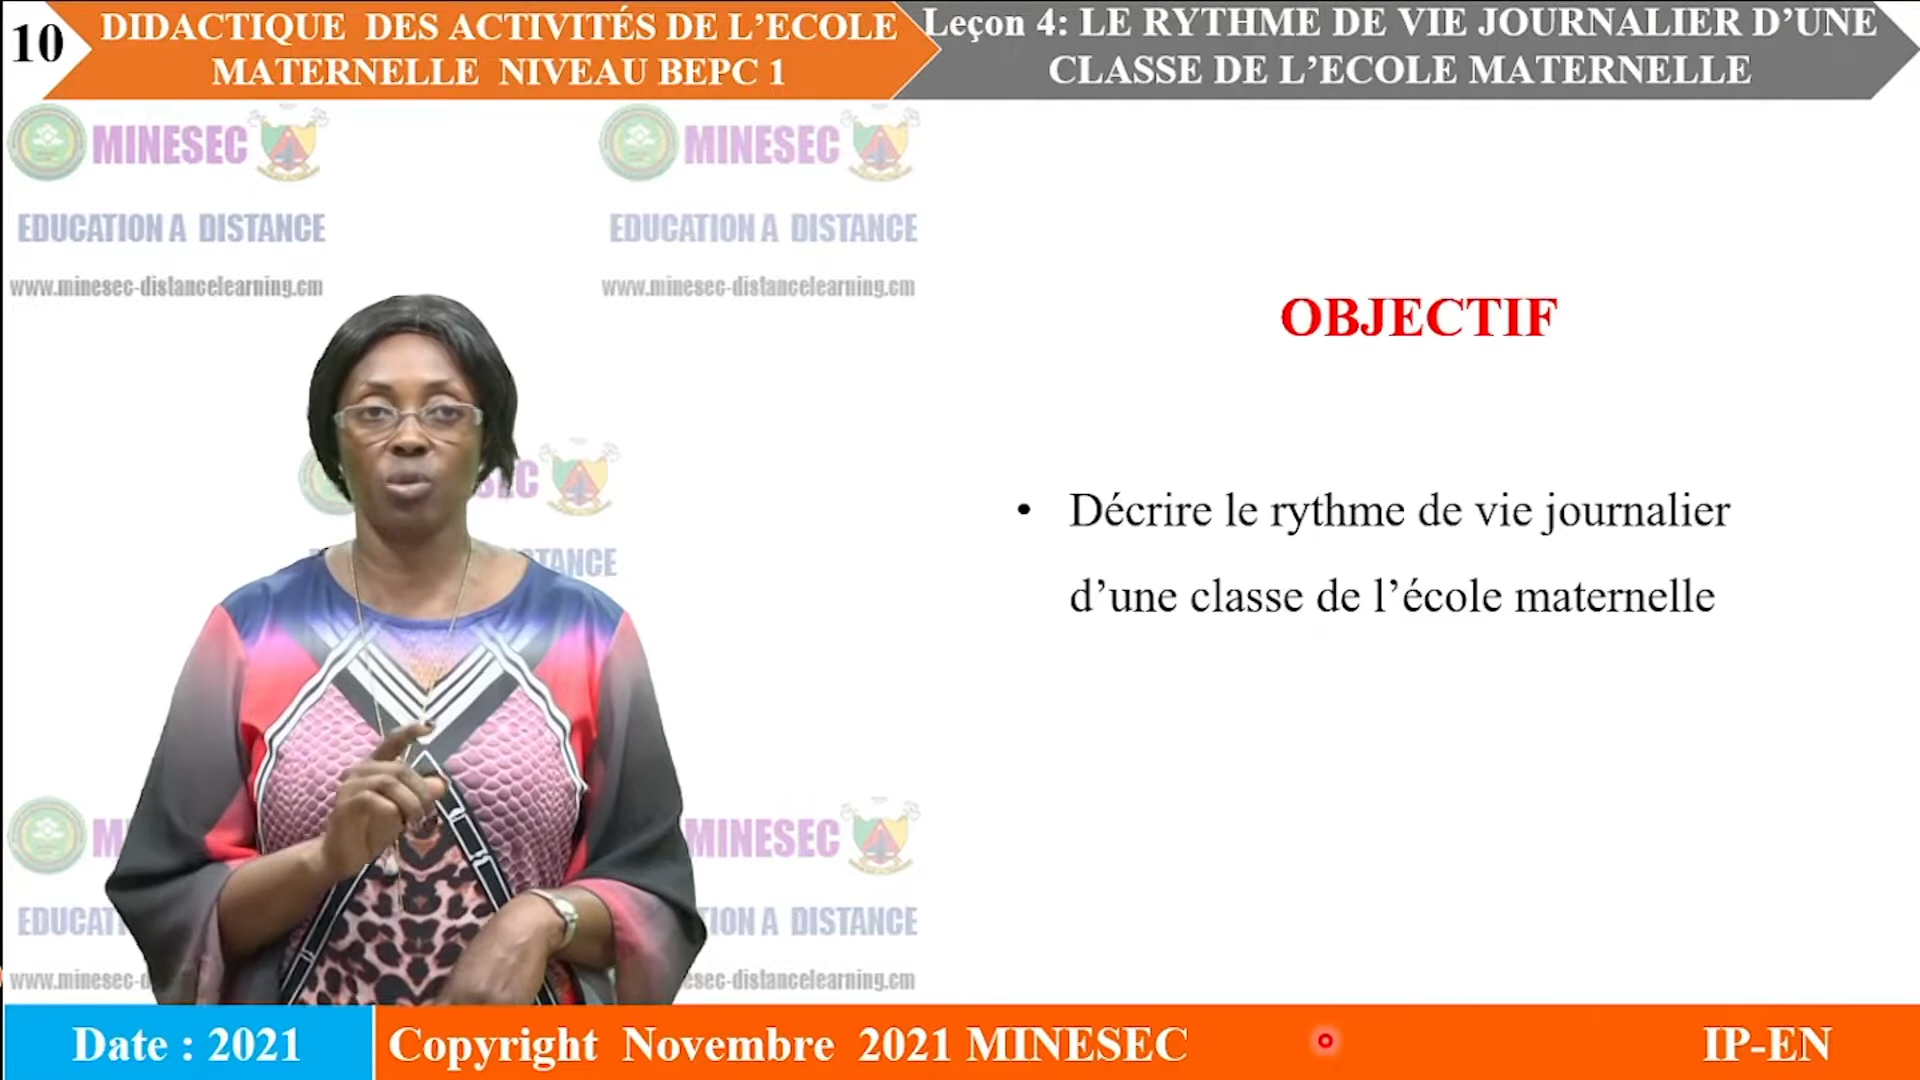 10
DIDACTIQUE DES ACTIVITÉS DE L’ECOLE
MATERNELLE NIVEAU BEPC 1
Leçon 4: LE RYTHME DE VIE JOURNALIER D’UNE
CLASSE DE L’ECOLE MATERNELLE
MINESEC
EDUCATION A DISTANCE
www.minesec-distancelearning.cm
MINESEC
EDUCATION A DISTANCE
www.minesec-distancelearning.cm
OBJECTIF
• Décrire le rythme de vie journalier
d’une classe de l’école maternelle
MINESEC
EDUCATION A DISTANCE
esec-distancelearning.cm
Date : 2021
Copyright Novembre 2021 MINESEC
IP-EN